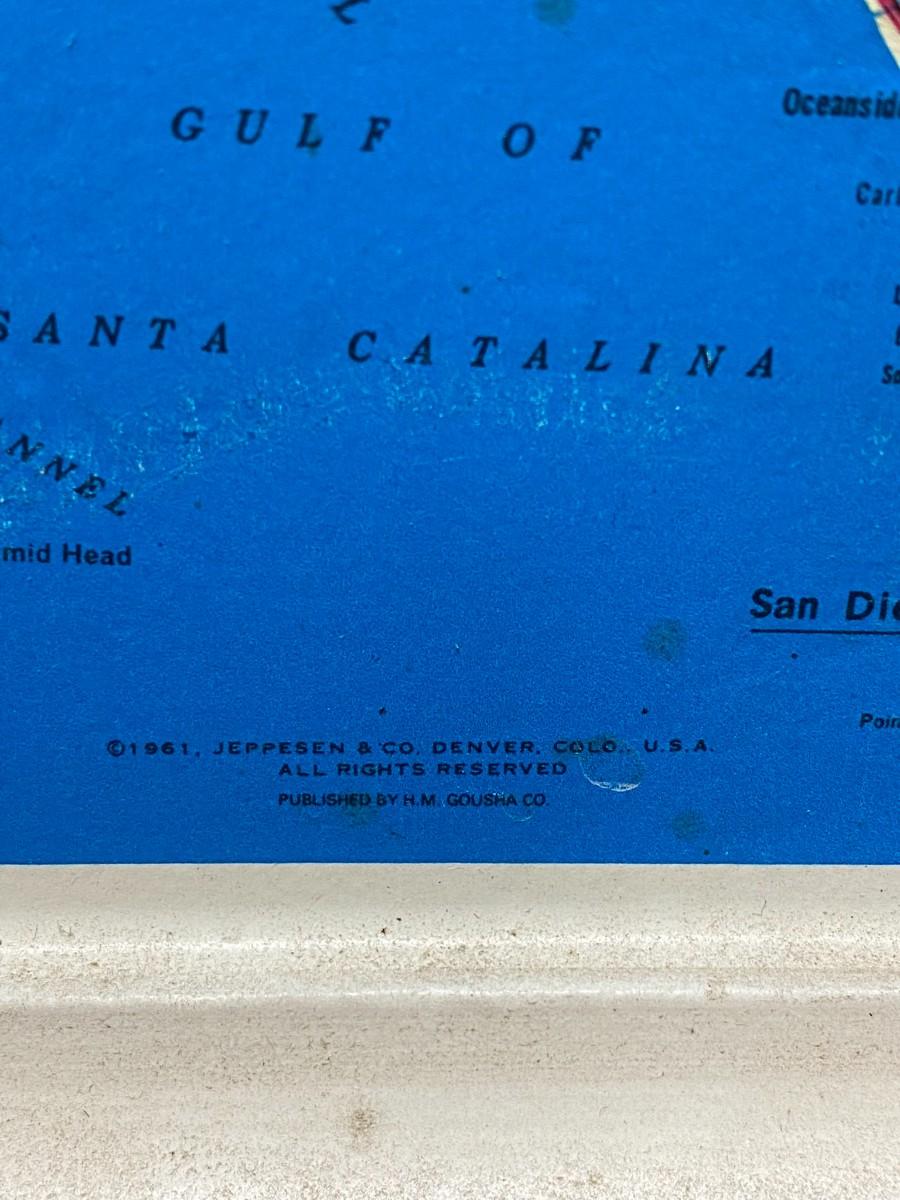 GULF OF
Oceansid
Carl
SANTA CATALINA
NNEL
mid Head
San Die
Poin
©1961, JEPPESEN & CO. DENVER, COLO., U.S.A.
ALL RIGHTS RESERVED
PUBLISHED BY H.M. GOUSHA CO.